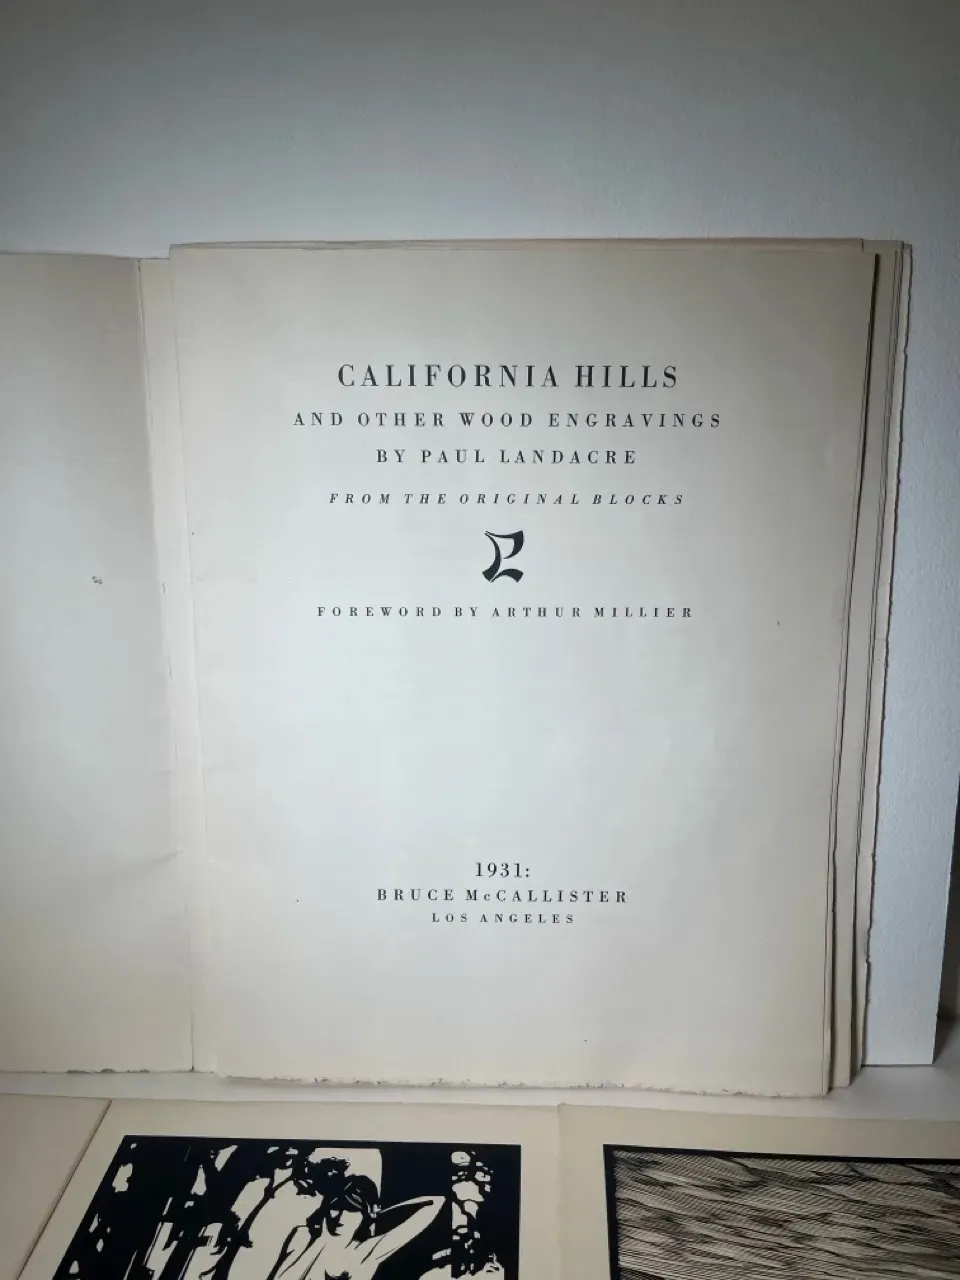 CALIFORNIA HILLS
AND OTHER WOOD ENGRAVINGS
BY PAUL LANDACRE
FROM THE ORIGINAL BLOCKS
PL
FOREWORD BY ARTHUR MILLIER
1931:
BRUCE McCALLISTER
LOS ANGELES